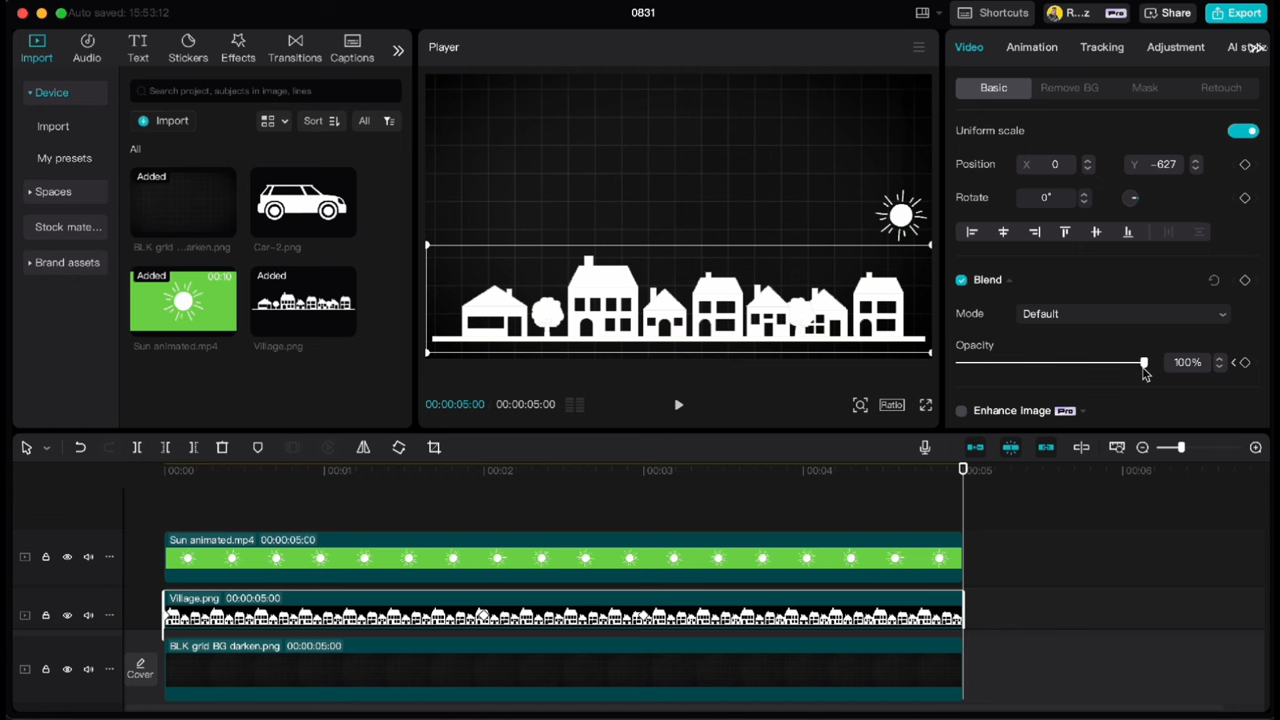 Auto saved: 15:53:12
0831
Shortcuts
R...z
Pro
Share
Export
Import
Audio
Text
Stickers
Effects
Transitions
Captions
Device
Import
My presets
Spaces
Stock mate...
Brand assets
Search project, subjects in image, lines
Import
Sort
All
All
Added
BLK grid ...arken.png
Car-2.png
Added
00:10
Added
Sun animated.mp4
Village.png
Player
00:00:05:00
00:00:05:00
Ratio
Video
Animation
Tracking
Adjustment
Basic
Remove BG
Mask
Retouch
Uniform scale
Position
X
0
Y
-627
Rotate
0°
Blend
Mode
Default
Opacity
100%
Enhance image
Pro
00:00
00:01
00:02
00:03
00:04
00:05
00:06
Sun animated.mp4 00:00:05:00
Village.png 00:00:05:00
BLK grid BG darken.png 00:00:05:00
Cover